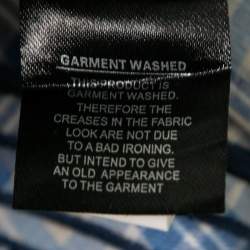 GARMENT WASHED
THIS PRODUCT IS
GARMENT WASHED.
THEREFORE THE
CREASES IN THE FABRIC
LOOK ARE NOT DUE
TO A BAD IRONING.
BUT INTEND TO GIVE
AN OLD APPEARANCE
TO THE GARMENT